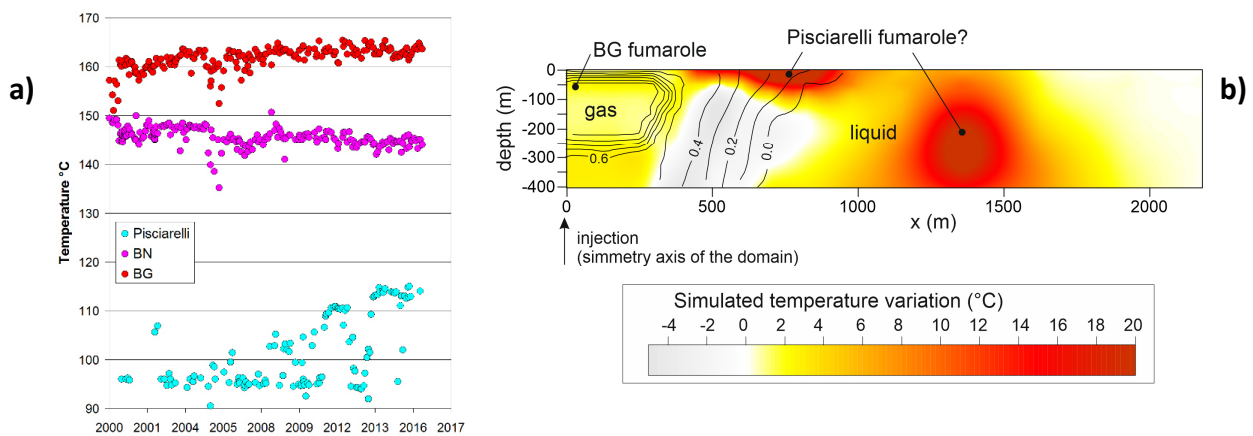 a)
Temperature °C
170
160
150
140
130
120
110
100
90
2000 2001 2004 2005 2008 2009 2012 2013 2016 2017
Pisciarelli
BN
BG
b)
BG fumarole
Pisciarelli fumarole?
depth (m)
0
-100
-200
-300
-400
gas
liquid
0.6
0.4
0.2
0.0
0 500 1000 1500 2000
x (m)
injection
(simmetry axis of the domain)
Simulated temperature variation (°C)
-4 -2 0 2 4 6 8 10 12 14 16 18 20